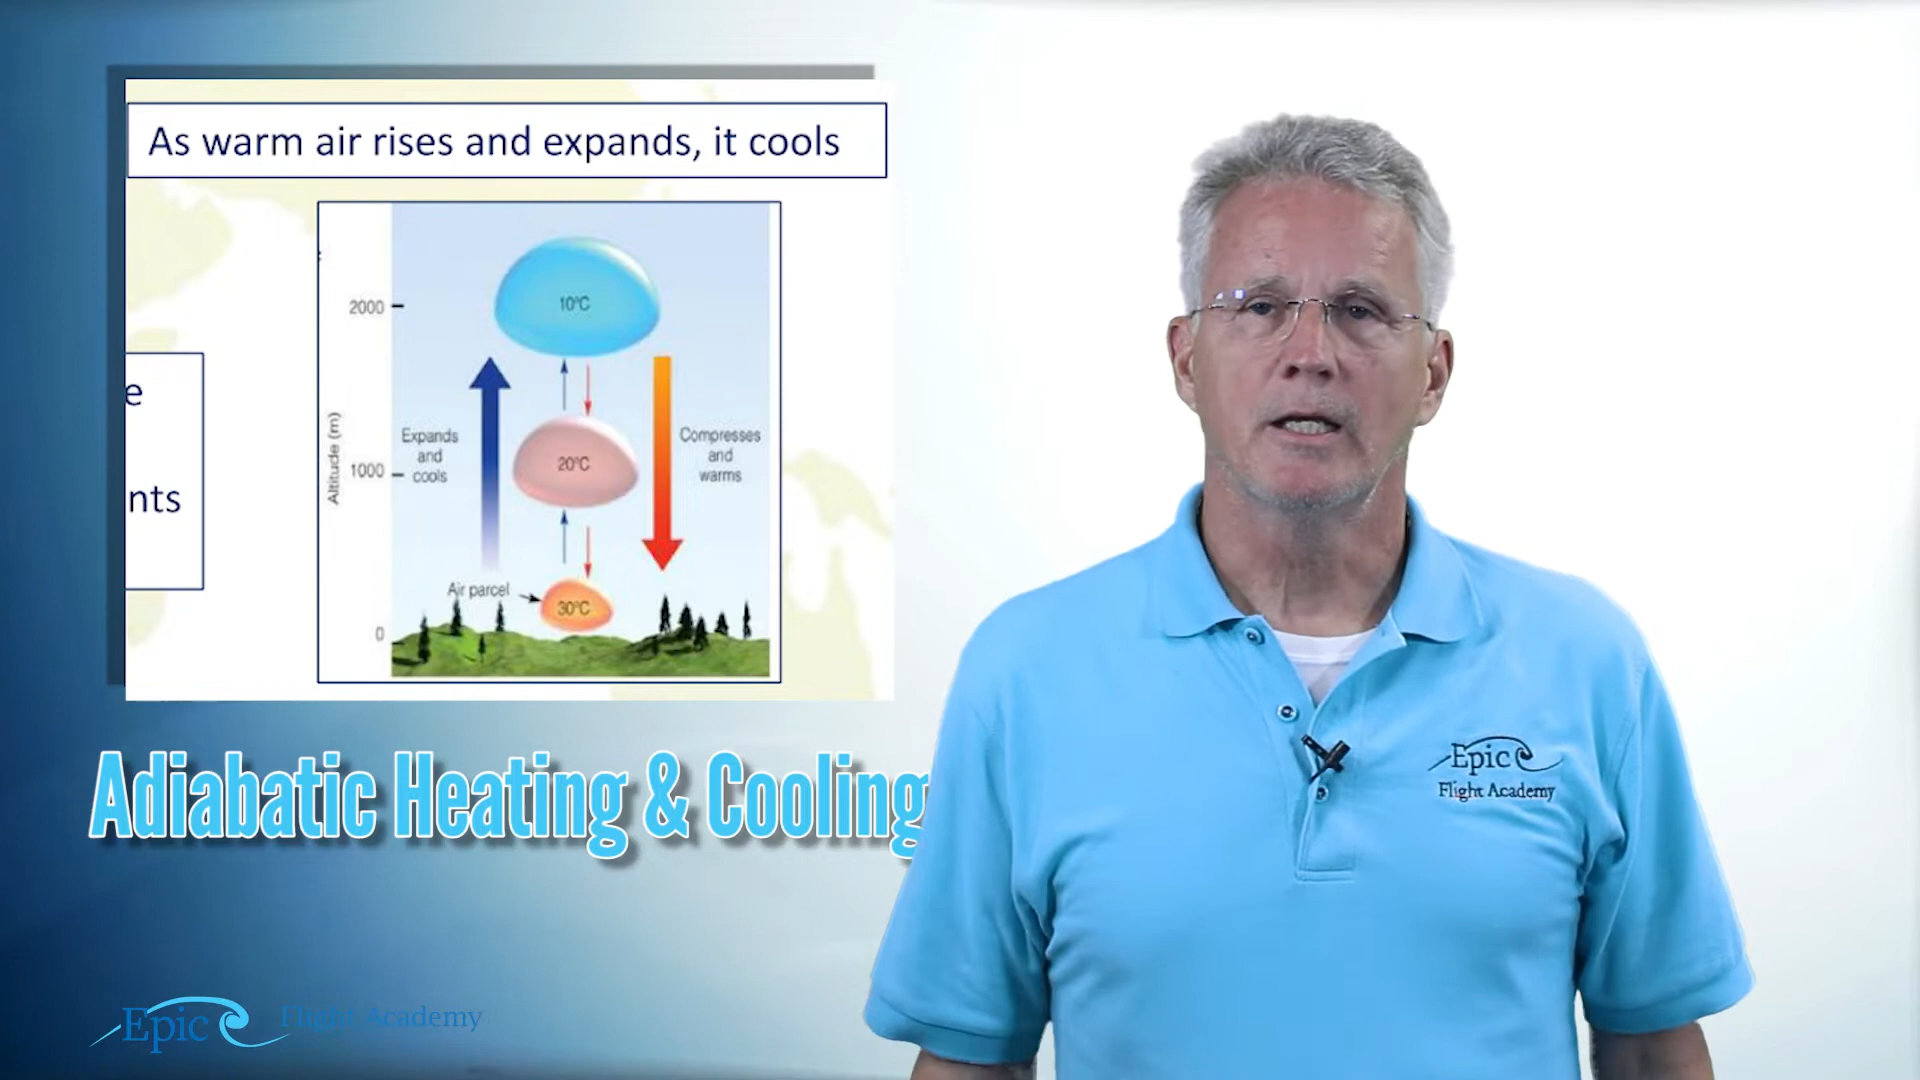 As warm air rises and expands, it cools
e
nts
2000
1000
0
Altitude (m)
10°C
20°C
30°C
Expands
and
cools
Compresses
and
warms
Air parcel
Adiabatic Heating & Cooling
Epic
Flight Academy
Epic Flight Academy